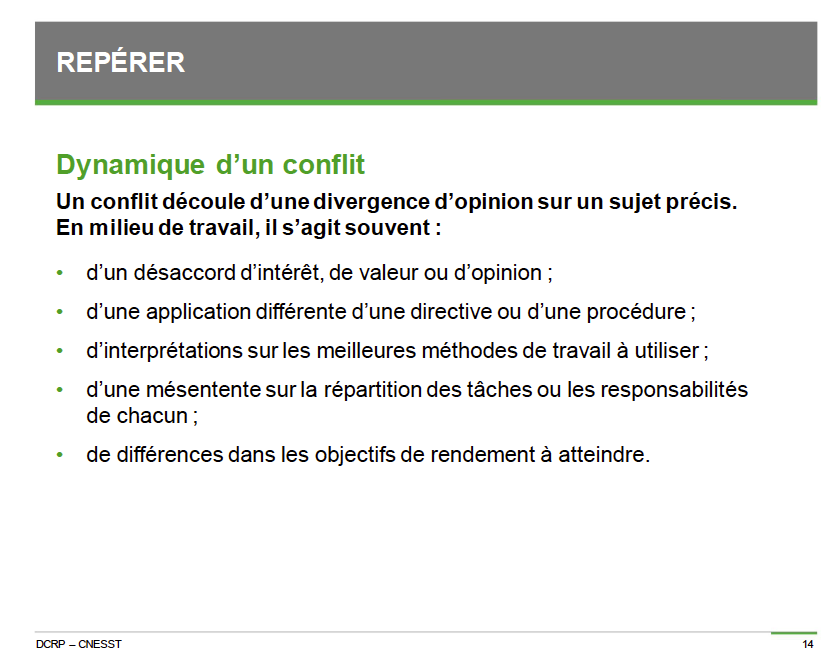 REPÉRER
Dynamique d’un conflit
Un conflit découle d’une divergence d’opinion sur un sujet précis.
En milieu de travail, il s’agit souvent :
• d’un désaccord d’intérêt, de valeur ou d’opinion ;
• d’une application différente d’une directive ou d’une procédure ;
• d’interprétations sur les meilleures méthodes de travail à utiliser ;
• d’une mésentente sur la répartition des tâches ou les responsabilités
de chacun ;
• de différences dans les objectifs de rendement à atteindre.
DCRP – CNESST
14